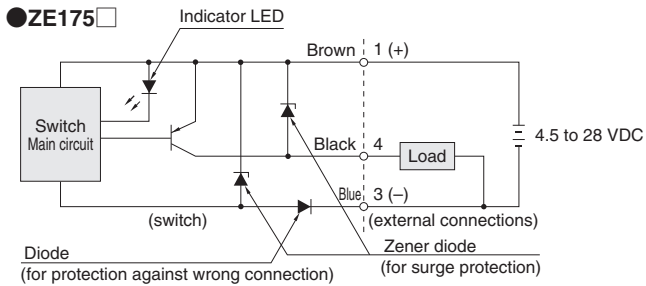 ●ZE175□
Indicator LED
Brown 1 (+)
Switch
Main circuit
4.5 to 28 VDC
Black 4
Load
Blue 3 (–)
(switch)
(external connections)
Diode
(for protection against wrong connection)
Zener diode
(for surge protection)